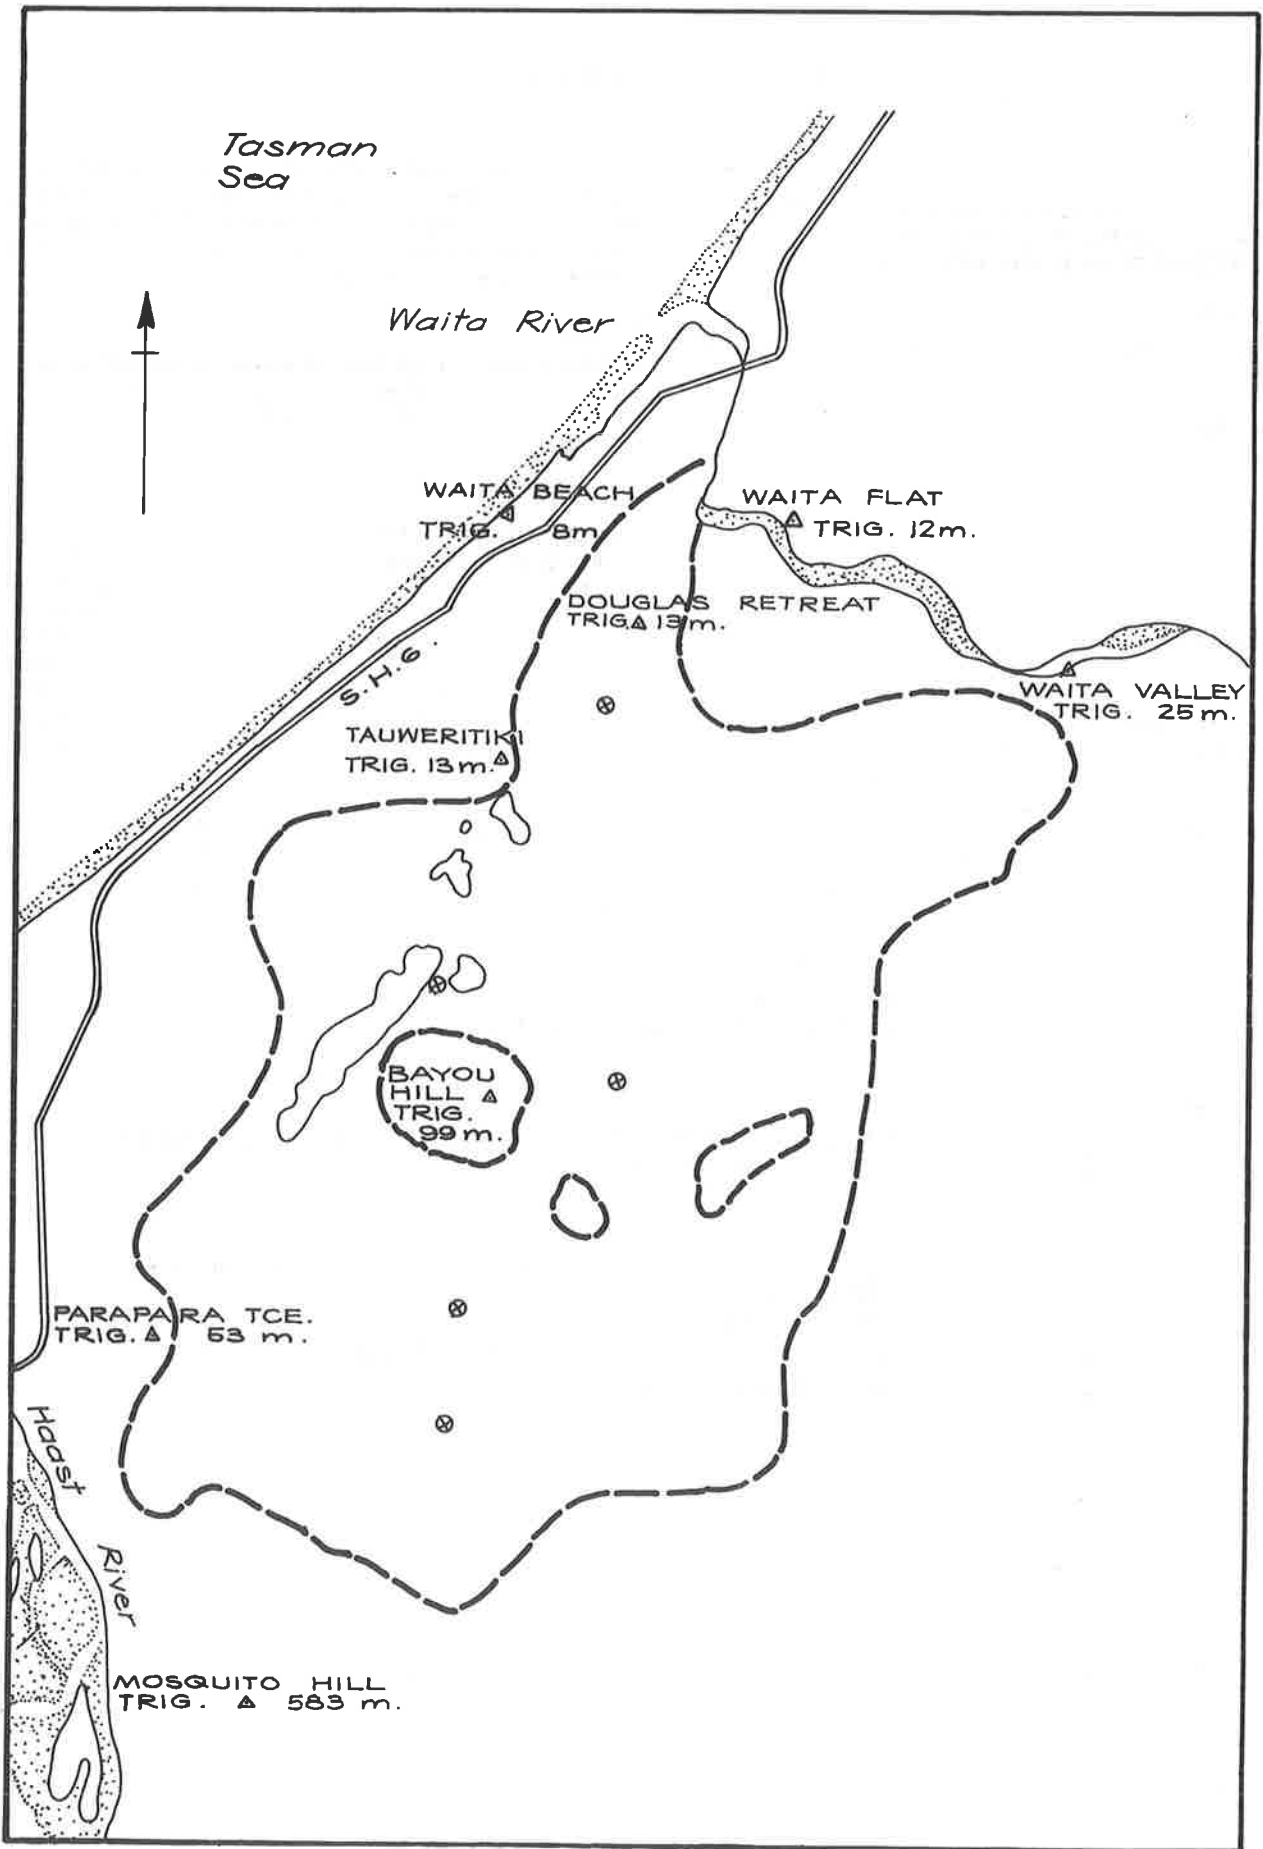 Tasman
Sea
Waita River
WAITA BEACH
TRIG. 8m
WAITA FLAT
TRIG. 12m.
DOUGLAS RETREAT
TRIG. 13m.
S.H.6.
WAITA VALLEY
TRIG. 25m.
TAUWERITIKI
TRIG. 13m.
BAYOU
HILL
TRIG.
99m.
PARAPARA TCE.
TRIG. 53 m.
Haast
River
MOSQUITO HILL
TRIG. 583 m.